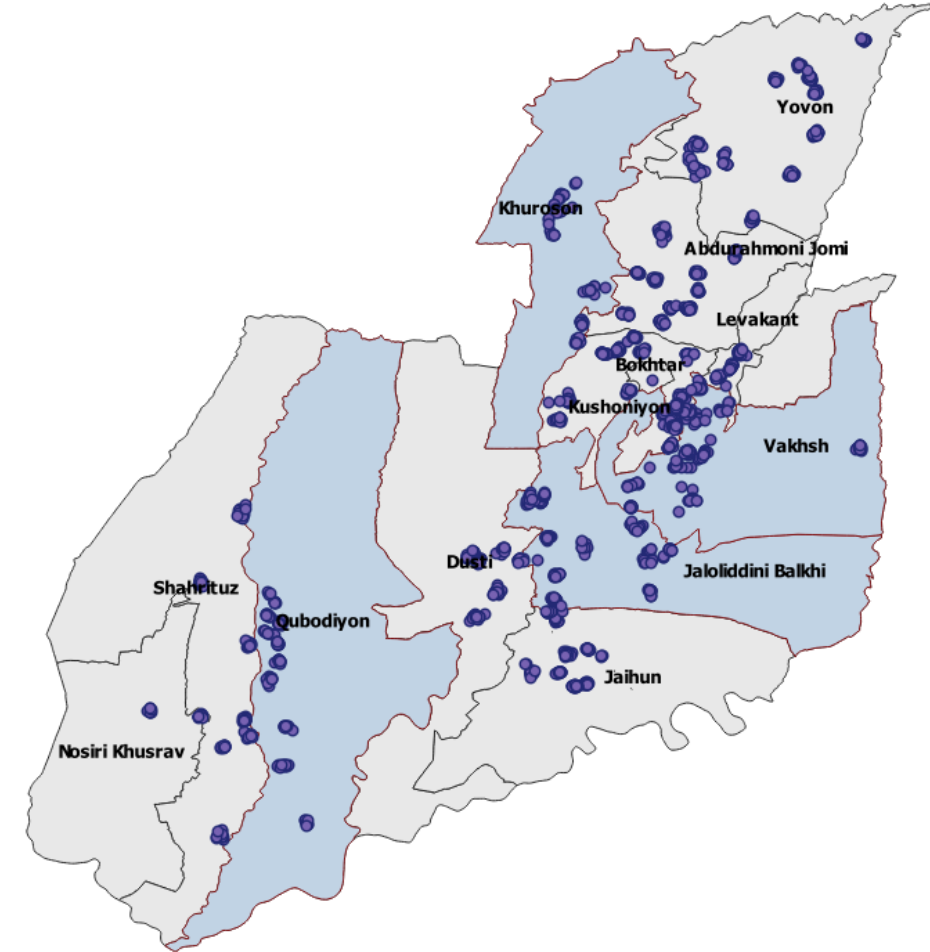 Yovon
Khuroson
Abdurahmoni Jomi
Levakant
Bokhtar
Kushoniyon
Vakhsh
Dusti
Jaloliddini Balkhi
Shahrituz
Qubodiyon
Jaihun
Nosiri Khusrav